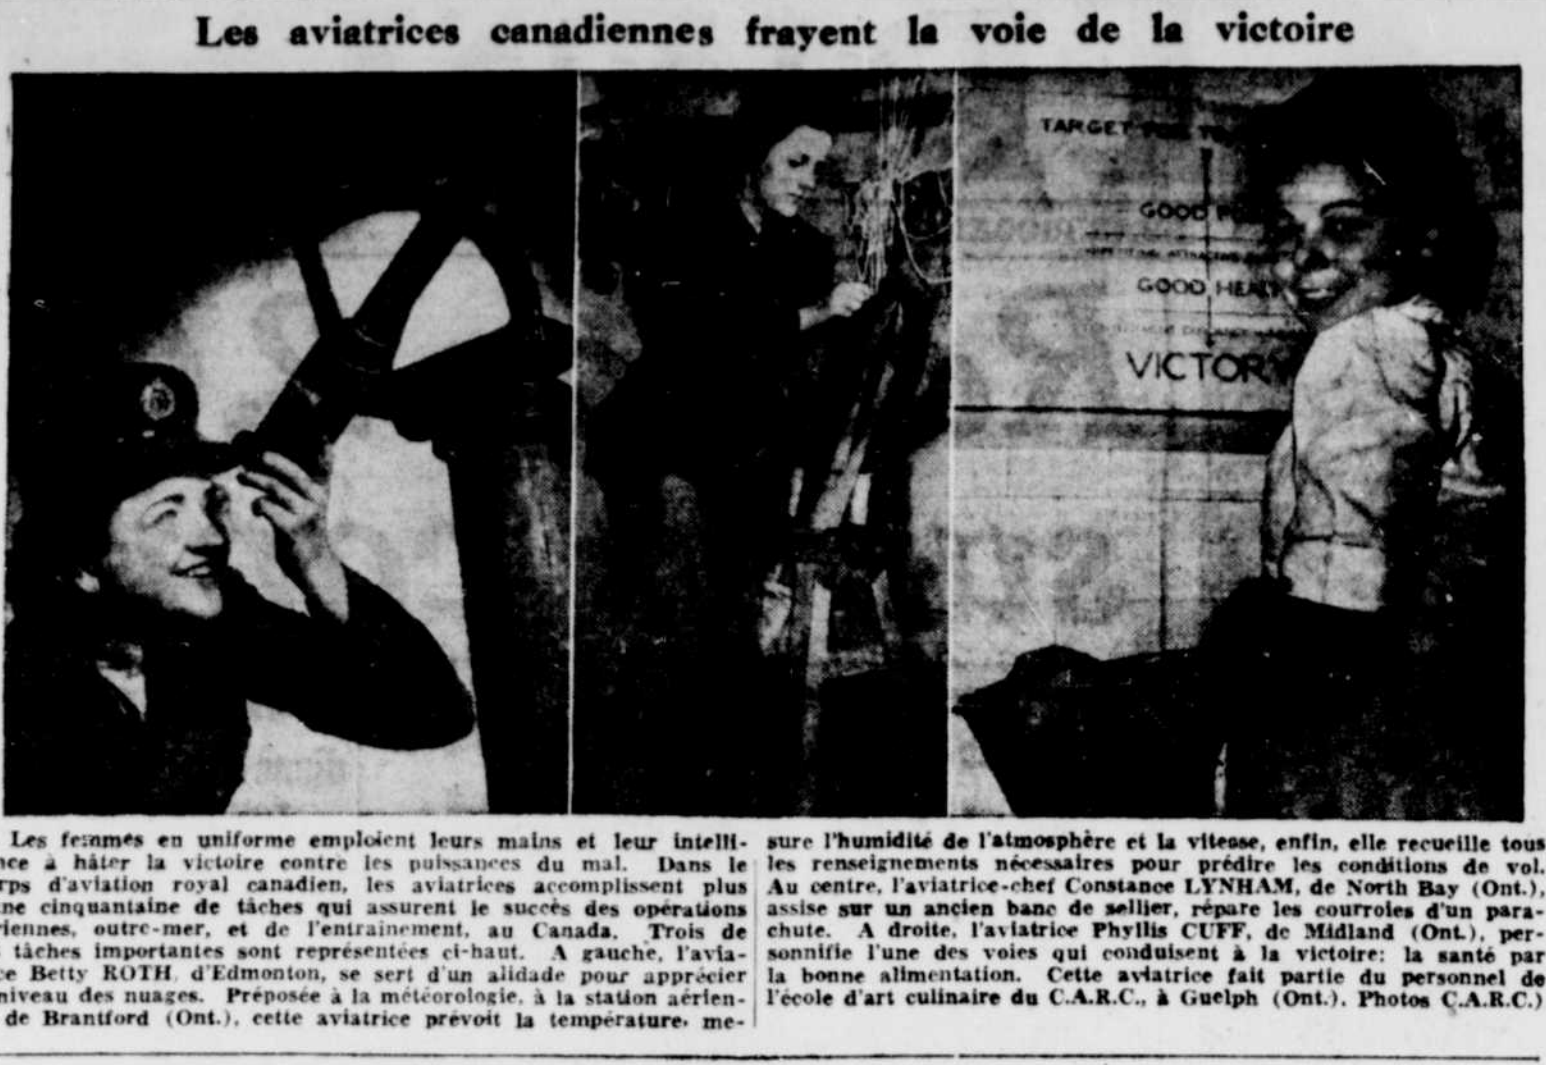 Les aviatrices canadiennes frayent la voie de la victoire
TARGET
GOOD
GOOD
VICTORY
Les femmes en uniforme emploient leurs mains et leur intelli-
nce à hâter la victoire contre les puissances du mal. Dans le
rps d'aviation royal canadien, les aviatrices accomplissent plus
ne cinquantaine de tâches qui assurent le succès des opérations
riennes, outre-mer, et de l'entrainement, au Canada. Trois de
tâches importantes sont représentées ci-haut. A gauche, l'avia-
ce Betty ROTH, d'Edmonton, se sert d'un alidade pour apprécier
niveau des nuages. Préposée à la météorologie, à la station aérien-
de Brantford (Ont.), cette aviatrice prévoit la température, me-
sure l'humidité de l'atmosphère et la vitesse, enfin, elle recueille tous
les renseignements nécessaires pour prédire les conditions de vol.
Au centre, l'aviatrice-chef Constance LYNHAM, de North Bay (Ont.),
assise sur un ancien banc de sellier, répare les courroies d'un para-
chute. A droite, l'aviatrice Phyllis CUFF, de Midland (Ont.), per-
sonnifie l'une des voies qui conduisent à la victoire: la santé par
la bonne alimentation. Cette aviatrice fait partie du personnel de
l'école d'art culinaire du C.A.R.C., à Guelph (Ont.). Photos C.A.R.C.)